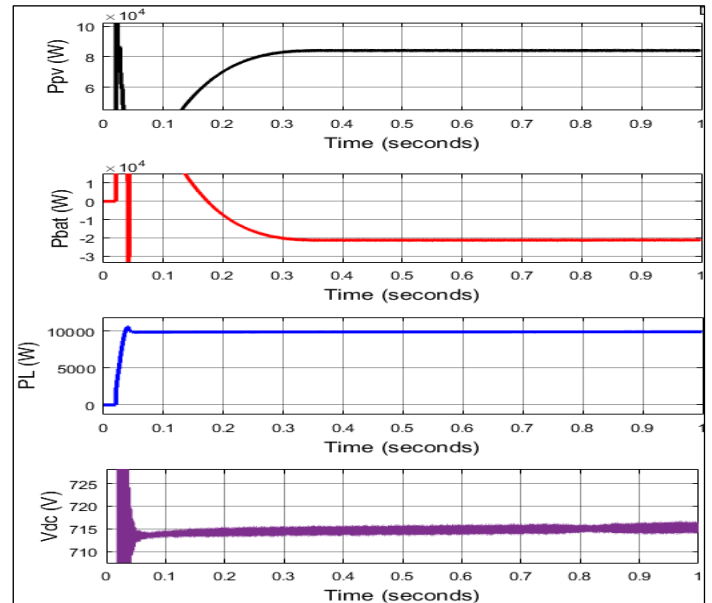 × 10⁴
10
8
6
Ppv (W)
0 0.1 0.2 0.3 0.4 0.5 0.6 0.7 0.8 0.9 1
Time (seconds)
× 10⁴
1
0
-1
-2
-3
Pbat (W)
0 0.1 0.2 0.3 0.4 0.5 0.6 0.7 0.8 0.9 1
Time (seconds)
10000
5000
0
PL (W)
0 0.1 0.2 0.3 0.4 0.5 0.6 0.7 0.8 0.9 1
Time (seconds)
725
720
715
710
Vdc (V)
0 0.1 0.2 0.3 0.4 0.5 0.6 0.7 0.8 0.9 1
Time (seconds)